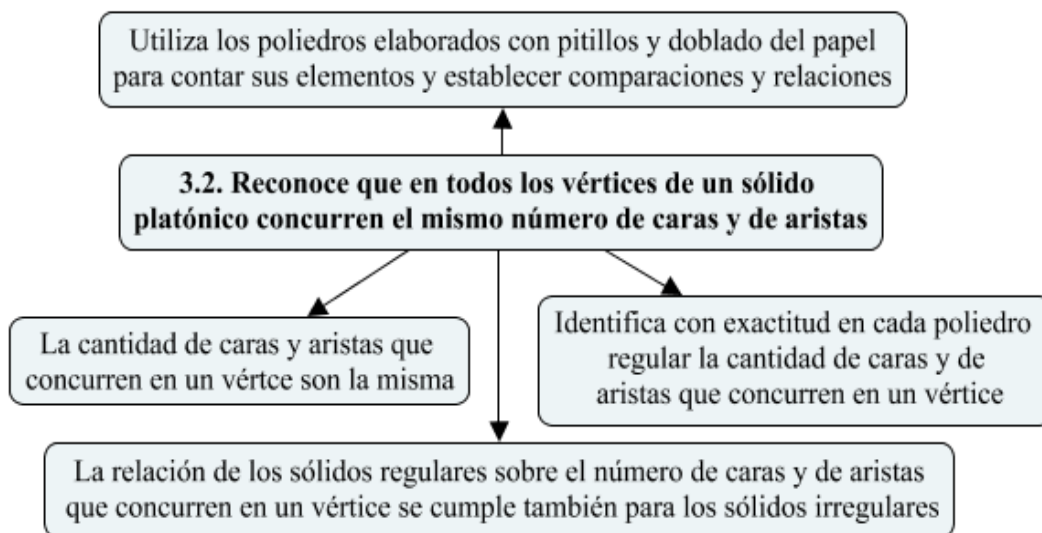 Utiliza los poliedros elaborados con pitillos y doblado del papel
para contar sus elementos y establecer comparaciones y relaciones
3.2. Reconoce que en todos los vértices de un sólido
platónico concurren el mismo número de caras y de aristas
La cantidad de caras y aristas que
concurren en un vértce son la misma
Identifica con exactitud en cada poliedro
regular la cantidad de caras y de
aristas que concurren en un vértice
La relación de los sólidos regulares sobre el número de caras y de aristas
que concurren en un vértice se cumple también para los sólidos irregulares